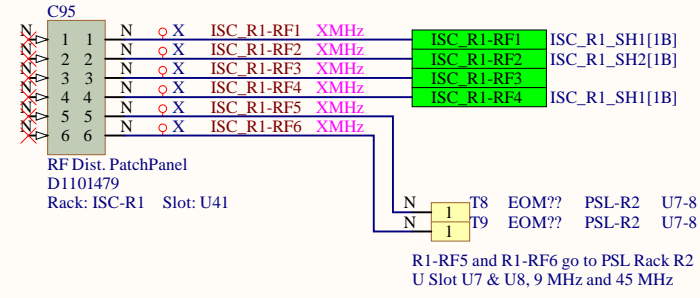 C95
N 1 1 N X ISC_R1-RF1 XMHz ISC_R1-RF1 ISC_R1_SH1[1B]
N 2 2 N X ISC_R1-RF2 XMHz ISC_R1-RF2 ISC_R1_SH2[1B]
N 3 3 N X ISC_R1-RF3 XMHz ISC_R1-RF3
N 4 4 N X ISC_R1-RF4 XMHz ISC_R1-RF4 ISC_R1_SH1[1B]
N 5 5 N X ISC_R1-RF5 XMHz
N 6 6 N X ISC_R1-RF6 XMHz
RF Dist. PatchPanel
D1101479
Rack: ISC-R1 Slot: U41
N 1 T8 EOM?? PSL-R2 U7-8
N 1 T9 EOM?? PSL-R2 U7-8
R1-RF5 and R1-RF6 go to PSL Rack R2
U Slot U7 & U8, 9 MHz and 45 MHz